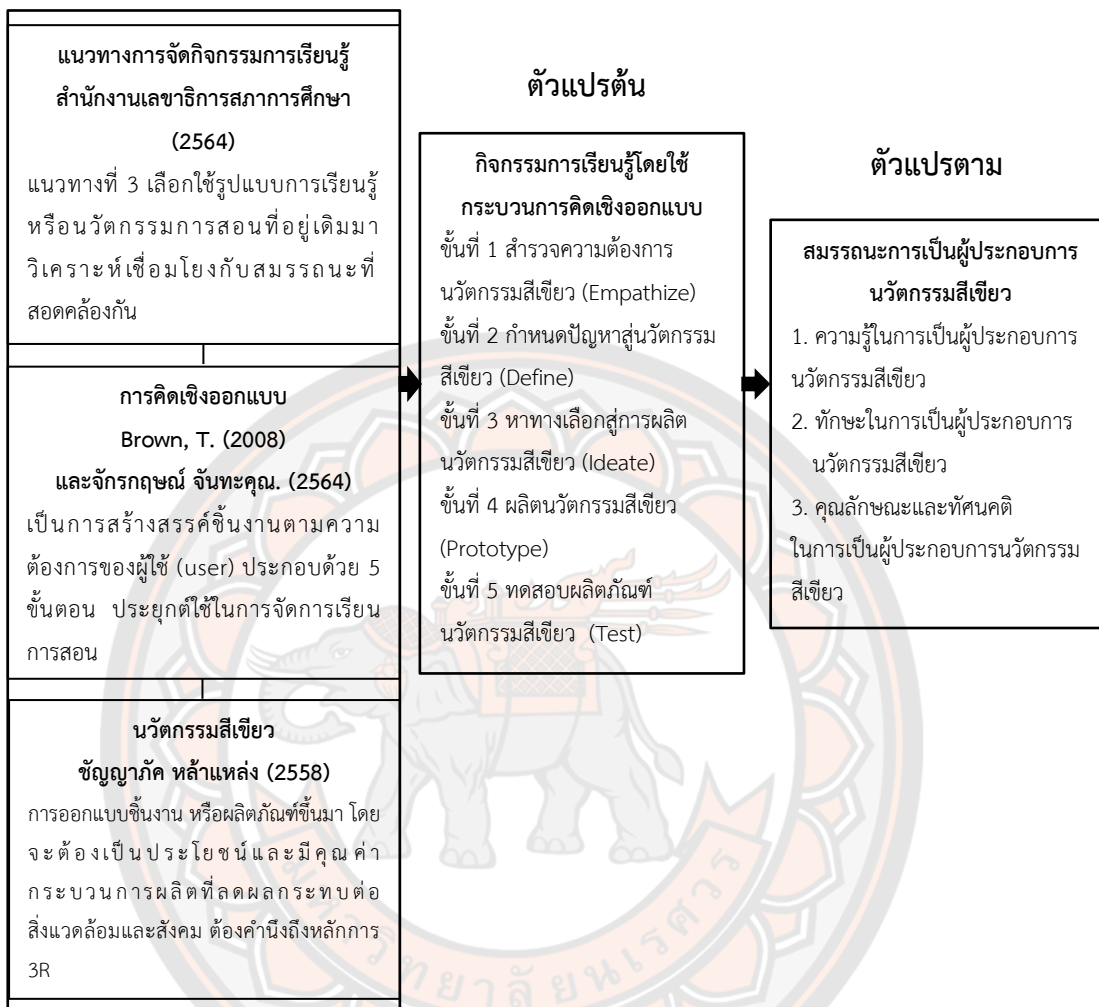 แนวทางการจัดกิจกรรมการเรียนรู้
สำนักงานเลขาธิการสภาการศึกษา
(2564)
แนวทางที่ 3 เลือกใช้รูปแบบการเรียนรู้
หรือนวัตกรรมการสอนที่อยู่เดิมมา
วิเคราะห์เชื่อมโยงกับสมรรถนะที่
สอดคล้องกัน
การคิดเชิงออกแบบ
Brown, T. (2008)
และจักรกฤษณ์ จันทะคุณ. (2564)
เป็นการสร้างสรรค์ชิ้นงานตามความ
ต้องการของผู้ใช้ (user) ประกอบด้วย 5
ขั้นตอน ประยุกต์ใช้ในการจัดการเรียน
การสอน
นวัตกรรมสีเขียว
ชัญญาภัค หล้าแหล่ง (2558)
การออกแบบชิ้นงาน หรือผลิตภัณฑ์ขึ้นมา โดย
จะต้องเป็นประโยชน์และมีคุณค่า
กระบวนการผลิตที่ลดผลกระทบต่อ
สิ่งแวดล้อมและสังคม ต้องคำนึงถึงหลักการ
3R
ตัวแปรต้น
กิจกรรมการเรียนรู้โดยใช้
กระบวนการคิดเชิงออกแบบ
ขั้นที่ 1 สำรวจความต้องการ
นวัตกรรมสีเขียว (Empathize)
ขั้นที่ 2 กำหนดปัญหาสู่นวัตกรรม
สีเขียว (Define)
ขั้นที่ 3 หาทางเลือกสู่การผลิต
นวัตกรรมสีเขียว (Ideate)
ขั้นที่ 4 ผลิตนวัตกรรมสีเขียว
(Prototype)
ขั้นที่ 5 ทดสอบผลิตภัณฑ์
นวัตกรรมสีเขียว (Test)
ตัวแปรตาม
สมรรถนะการเป็นผู้ประกอบการ
นวัตกรรมสีเขียว
1. ความรู้ในการเป็นผู้ประกอบการ
นวัตกรรมสีเขียว
2. ทักษะในการเป็นผู้ประกอบการ
นวัตกรรมสีเขียว
3. คุณลักษณะและทัศนคติ
ในการเป็นผู้ประกอบการนวัตกรรม
สีเขียว
มหาวิทยาลัยนเรศวร